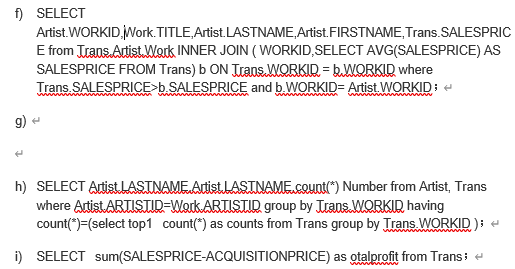 f) SELECT
Artist.WORKID,Work.TITLE,Artist.LASTNAME,Artist.FIRSTNAME,Trans.SALESPRIC
E from Trans,Artist,Work INNER JOIN ( WORKID,SELECT AVG(SALESPRICE) AS
SALESPRICE FROM Trans) b ON Trans.WORKID = b.WORKID where
Trans.SALESPRICE>b.SALESPRICE and b.WORKID= Artist.WORKID；
g)
h) SELECT Artist.LASTNAME,Artist.LASTNAME,count(*) Number from Artist, Trans
where Artist.ARTISTID=Work.ARTISTID group by Trans.WORKID having
count(*)=(select top1 count(*) as counts from Trans group by Trans.WORKID )；
i) SELECT sum(SALESPRICE-ACQUISITIONPRICE) as otalprofit from Trans；